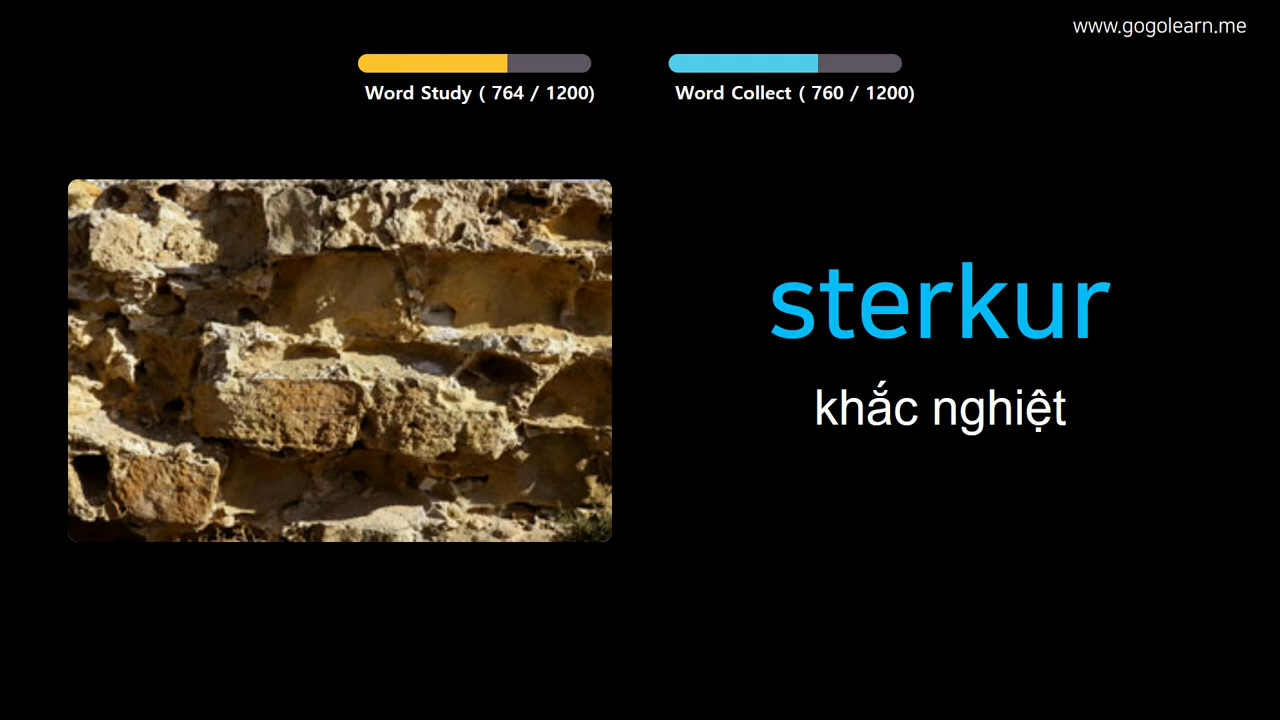 www.gogolearn.me
Word Study ( 764 / 1200)
Word Collect ( 760 / 1200)
sterkur
khắc nghiệt